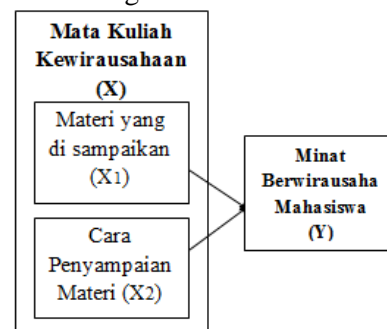 Mata Kuliah
Kewirausahaan
(X)
Materi yang
di sampaikan
(X1)
Cara
Penyampaian
Materi (X2)
Minat
Berwirausaha
Mahasiswa
(Y)